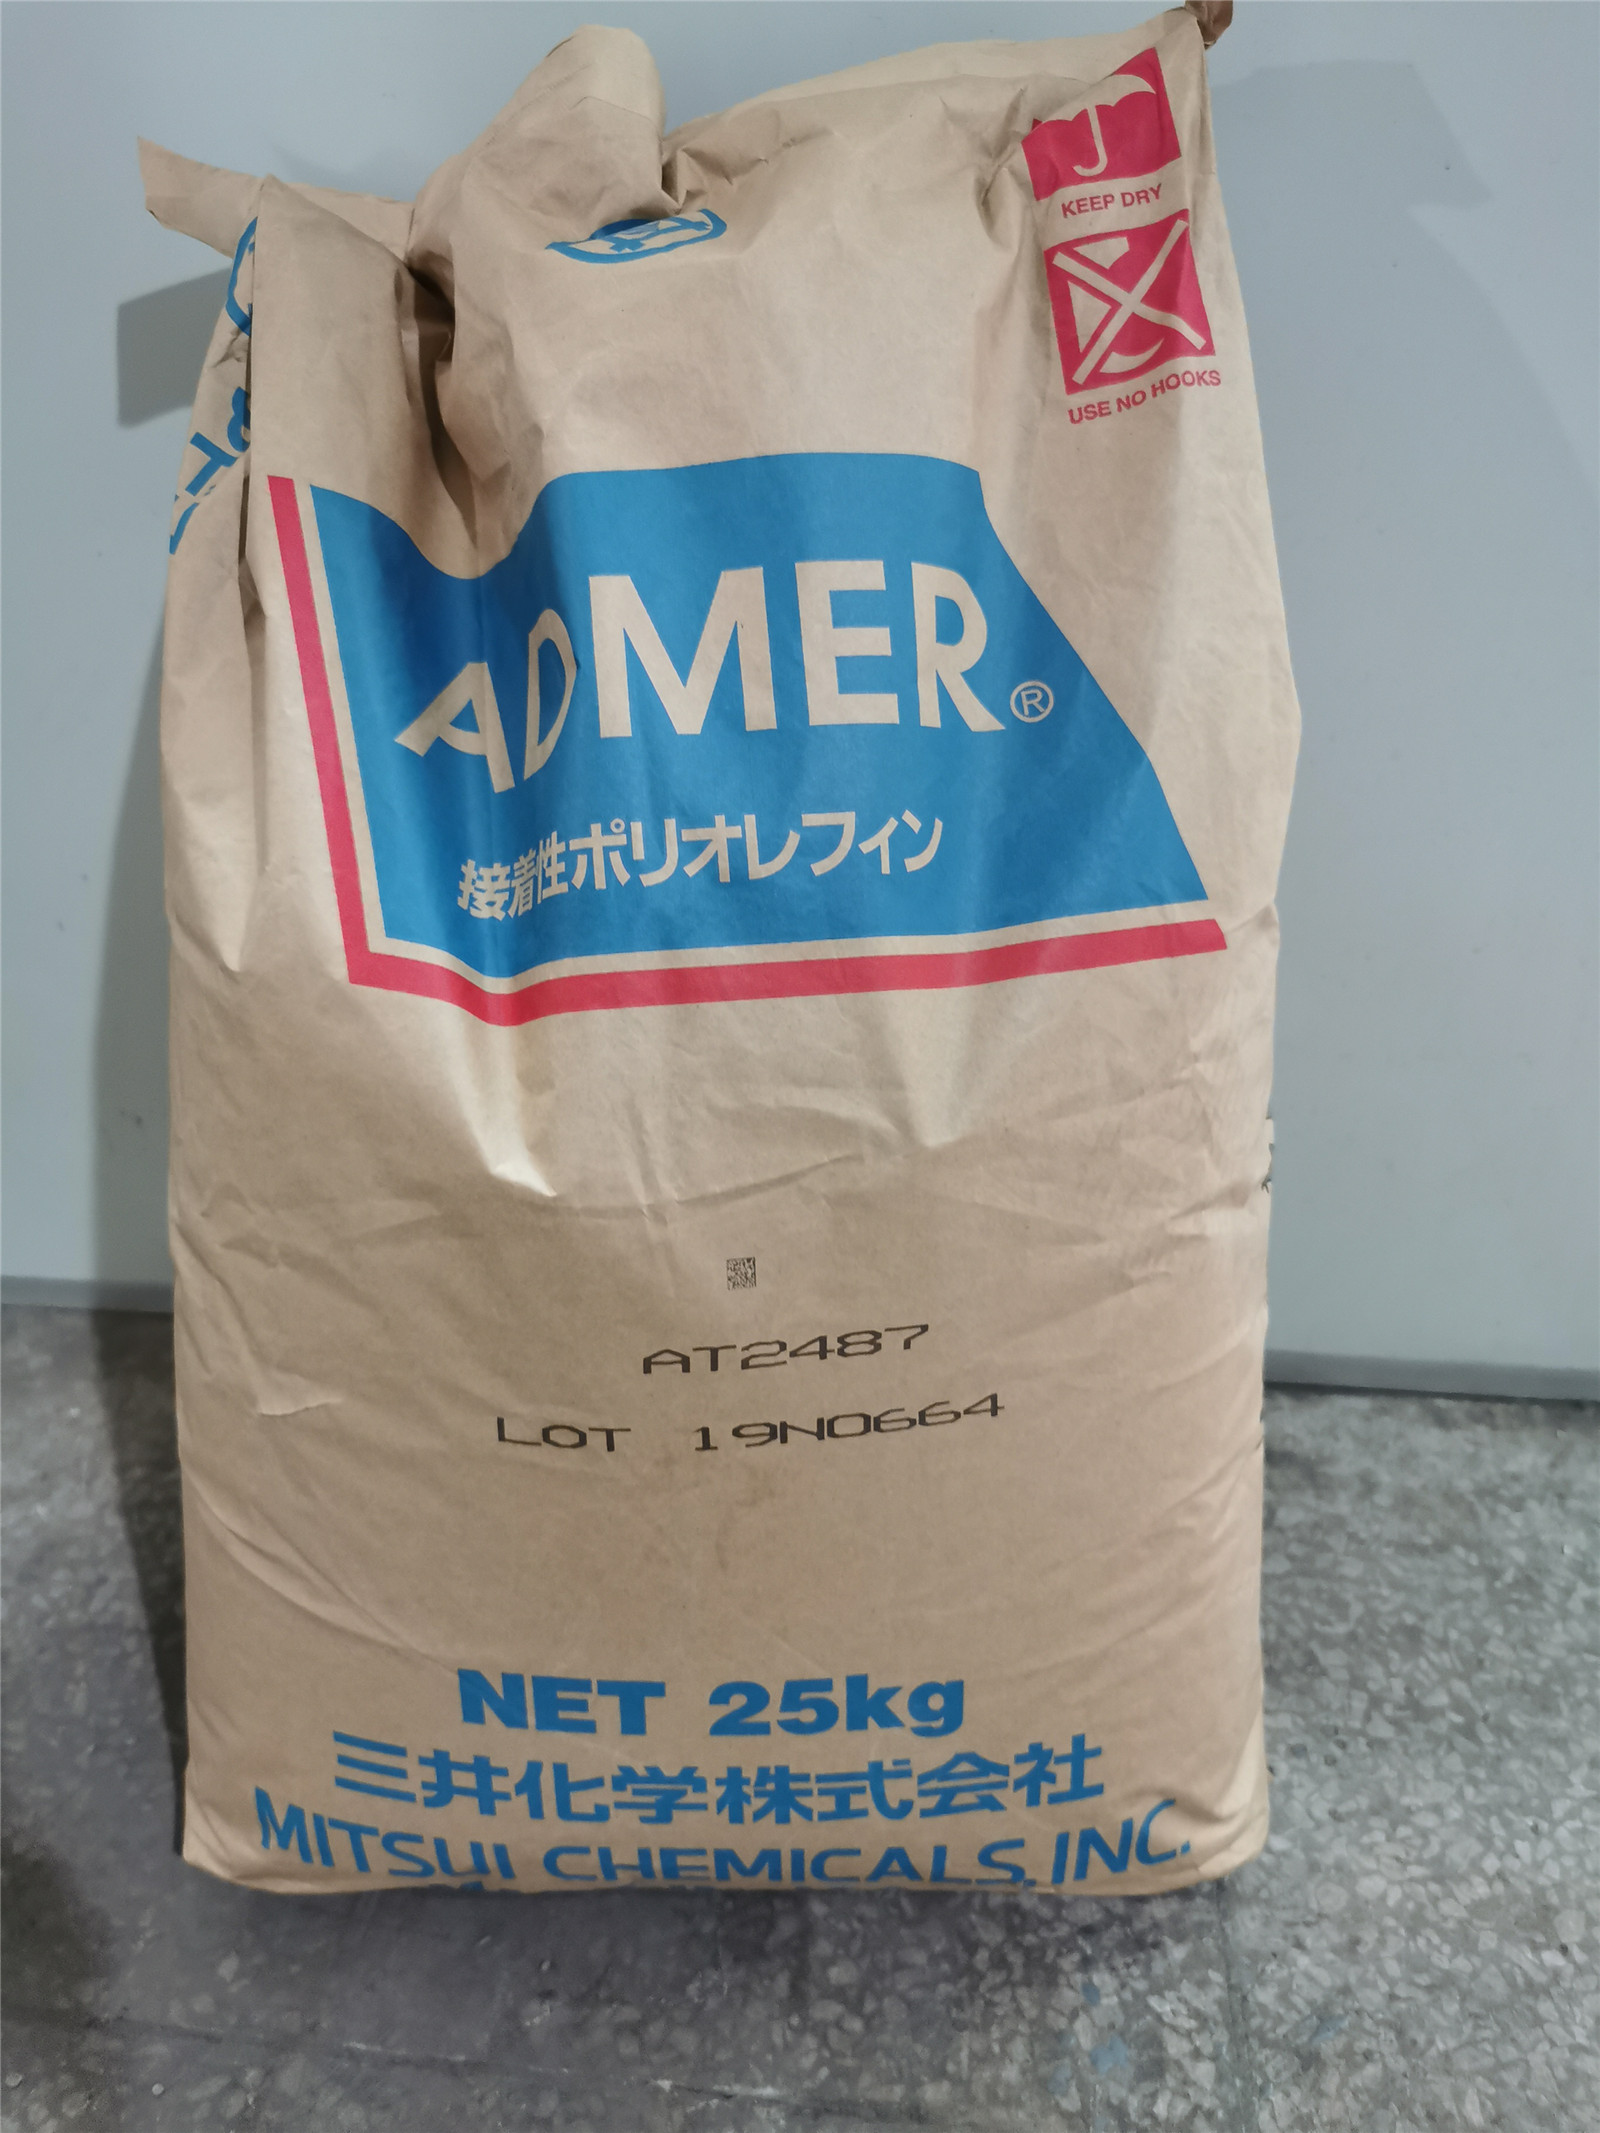 KEEP DRY
USE NO HOOKS
ADMER®
接着性ポリオレフィン
AT2487
LOT 19N0664
NET 25kg
三井化学株式会社
MITSUI CHEMICALS, INC.